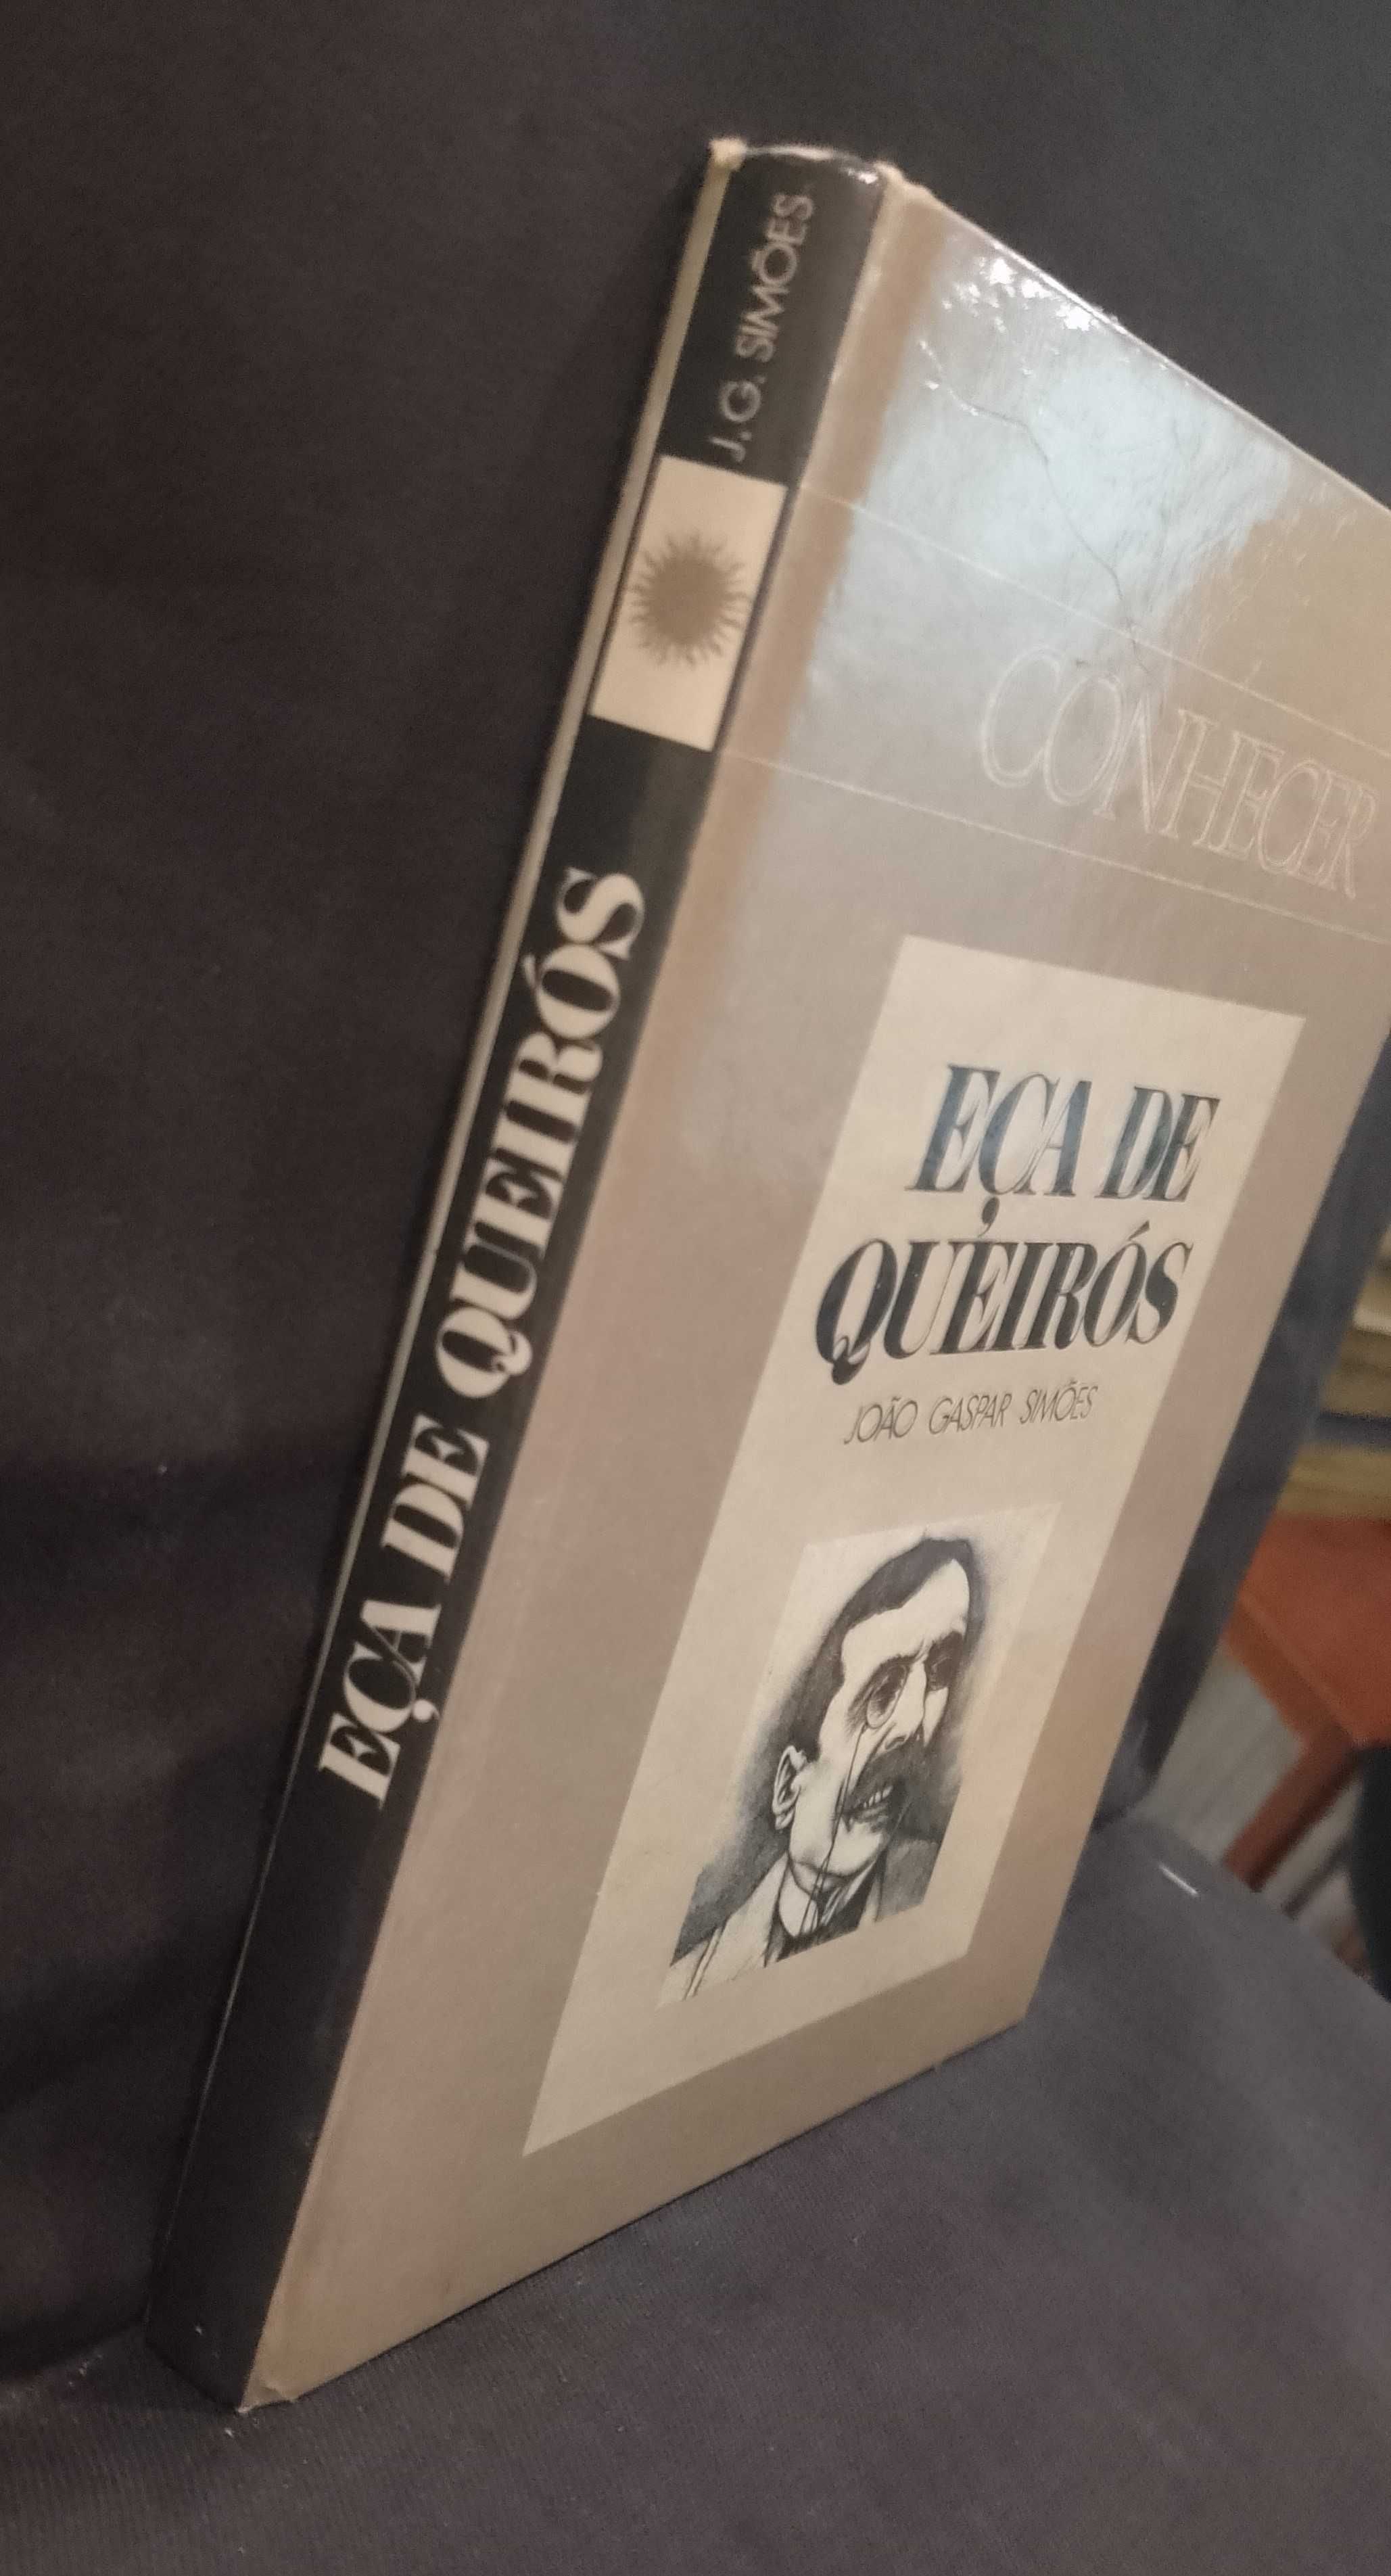 J. G. SIMÕES
EÇA DE QUEIRÓS
CONHECER
EÇA DE
QUEIRÓS
JOÃO GASPAR SIMÕES